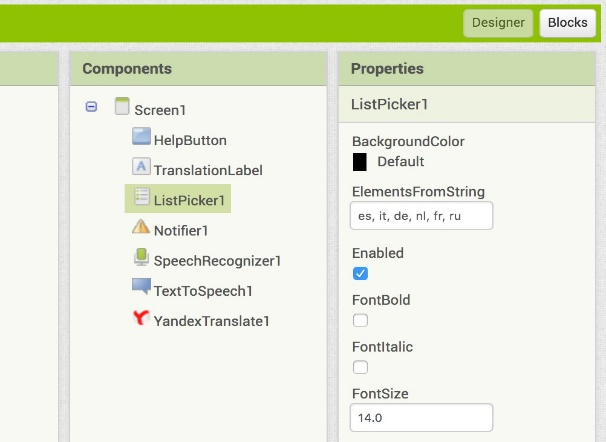 Designer
Blocks
Components
Screen1
HelpButton
TranslationLabel
ListPicker1
Notifier1
SpeechRecognizer1
TextToSpeech1
YandexTranslate1
Properties
ListPicker1
BackgroundColor
Default
ElementsFromString
es, it, de, nl, fr, ru
Enabled
FontBold
FontItalic
FontSize
14.0